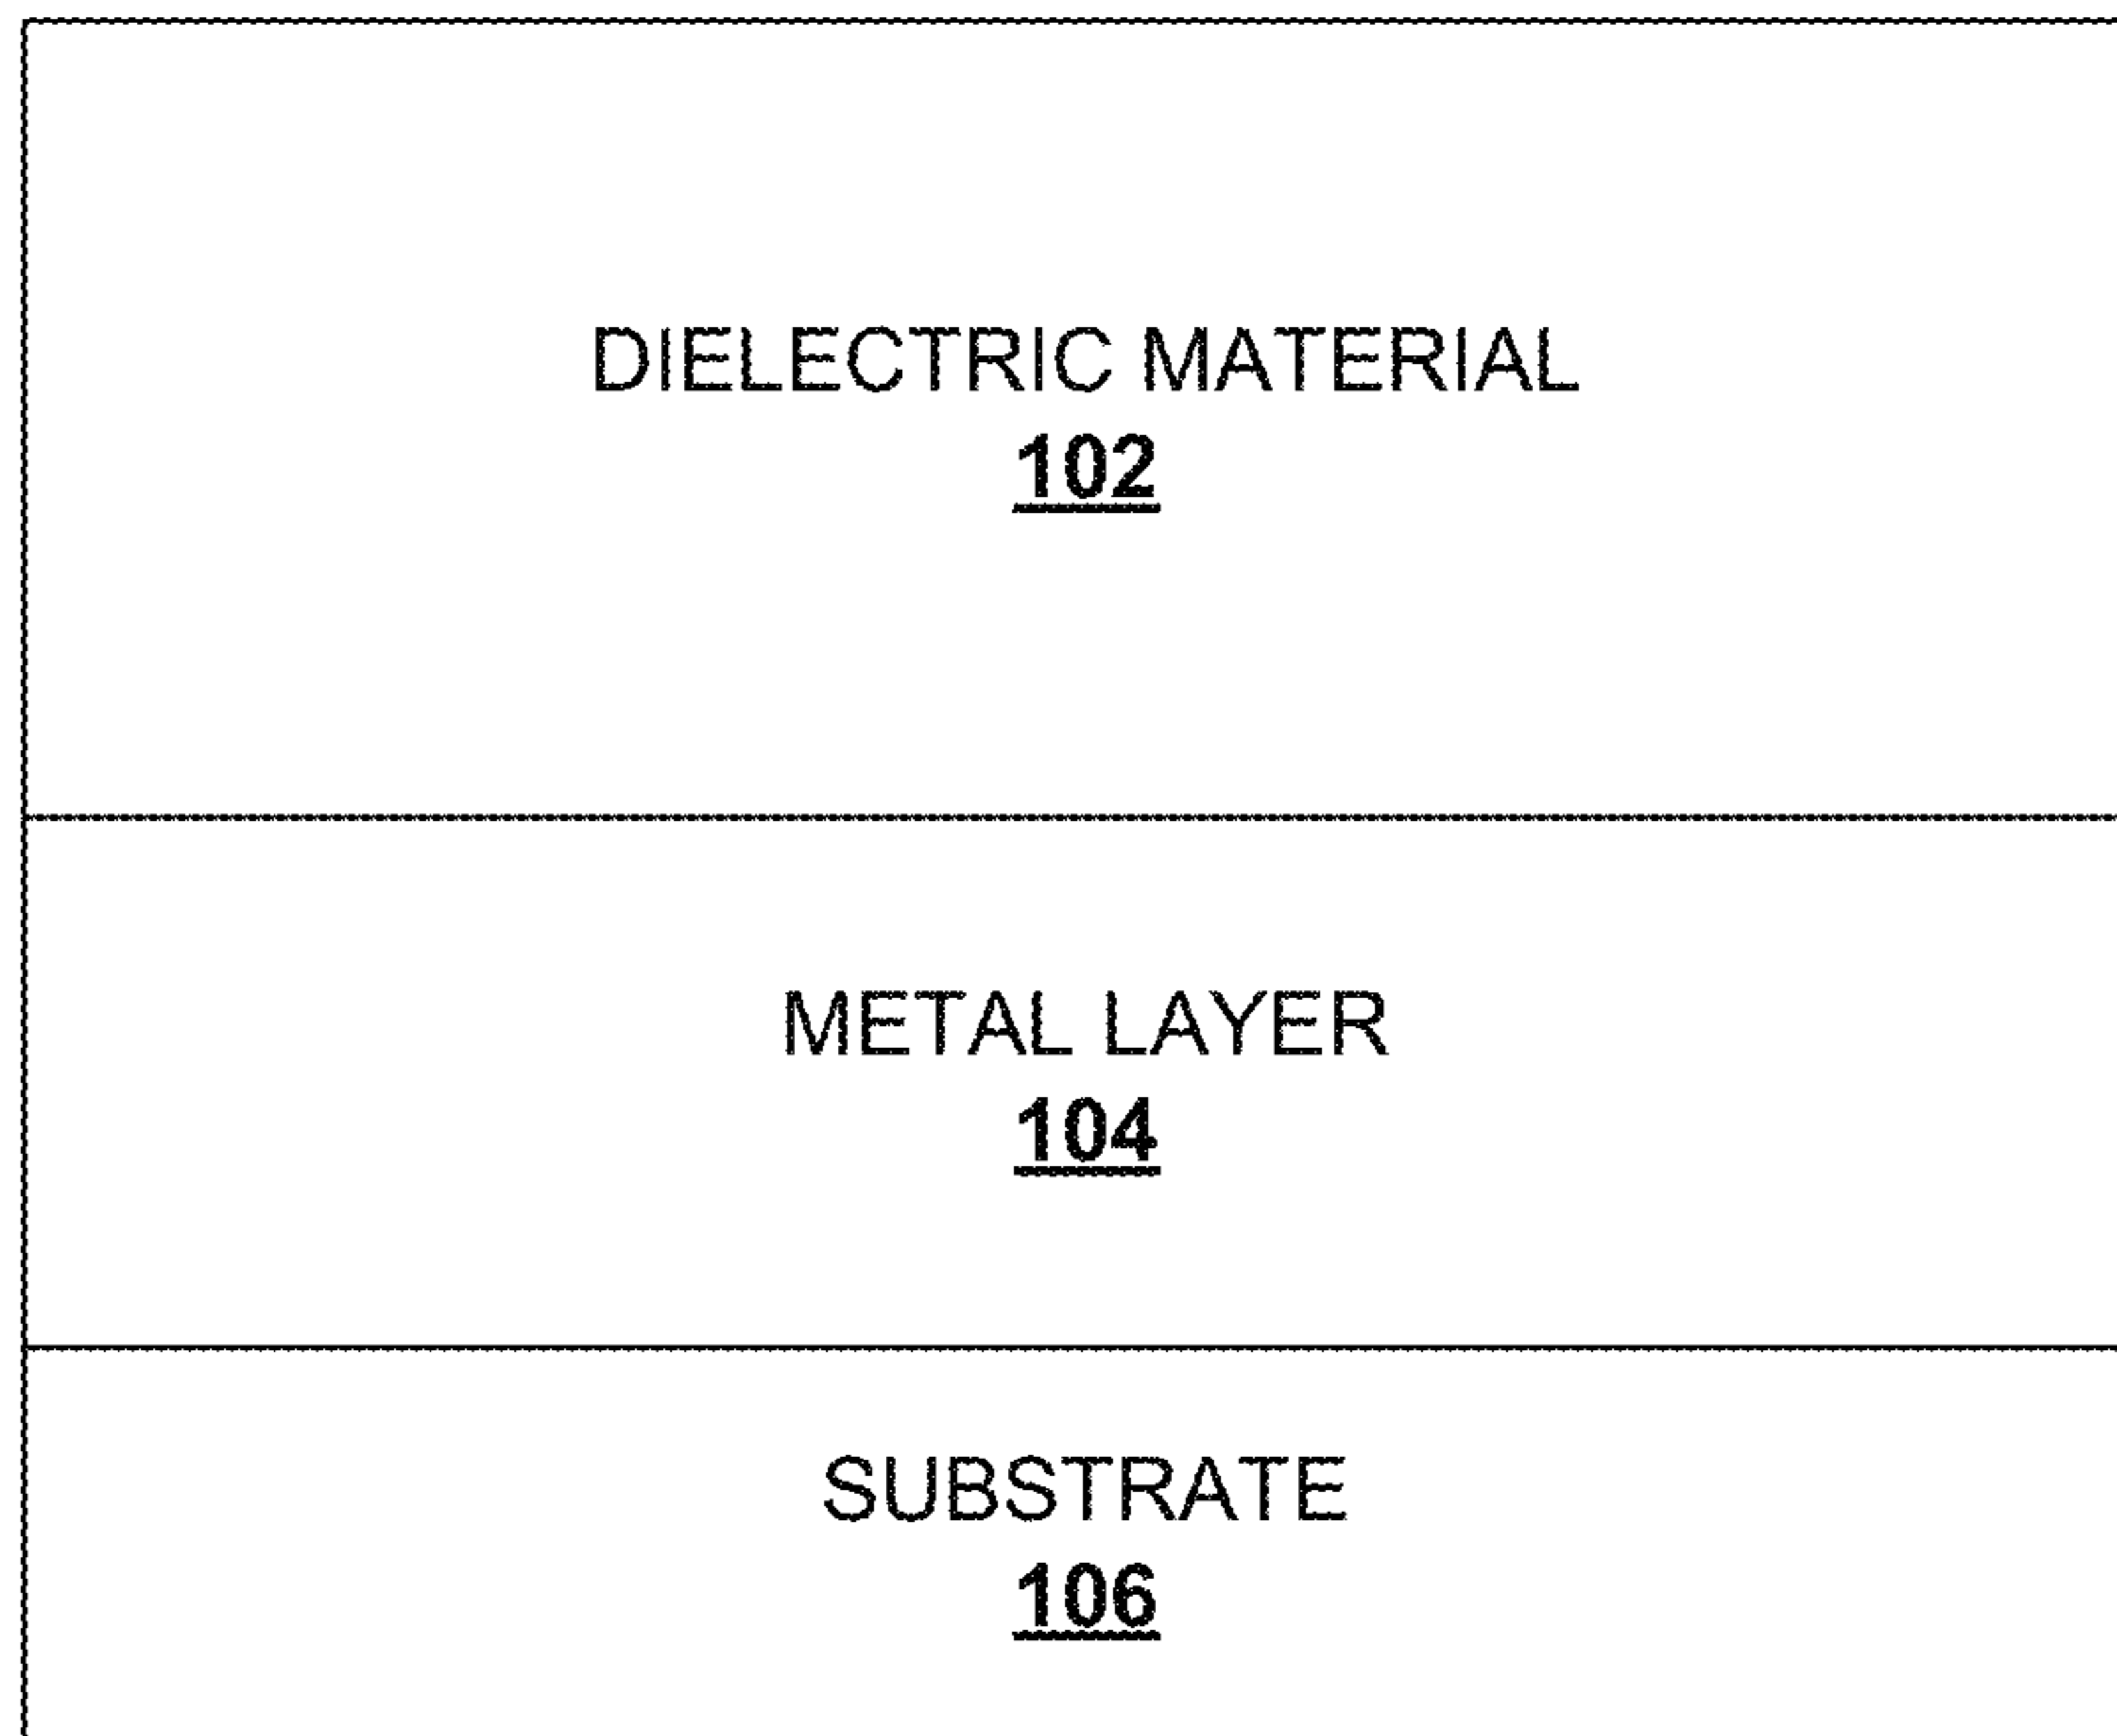 DIELECTRIC MATERIAL
102
METAL LAYER
104
SUBSTRATE
106